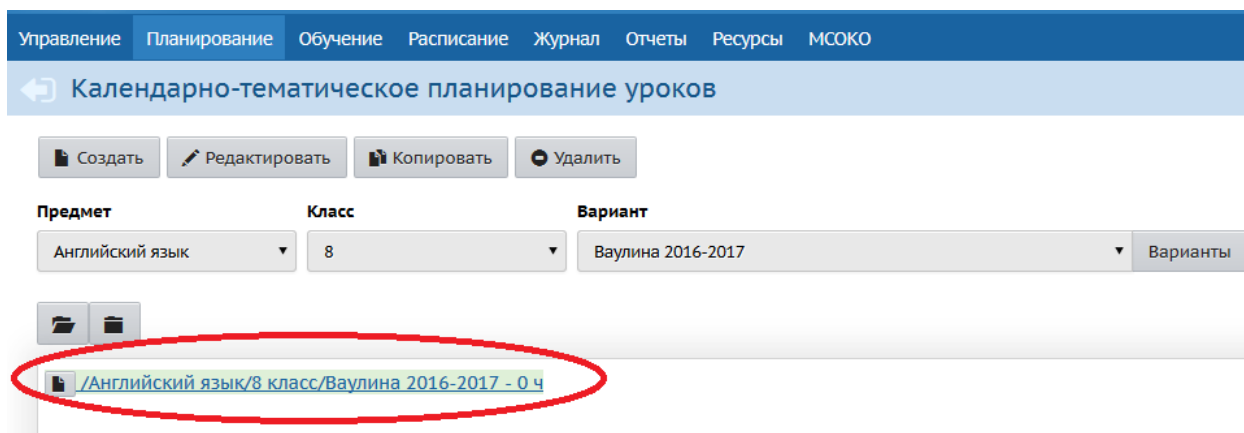 Управление Планирование Обучение Расписание Журнал Отчеты Ресурсы МСОКО
Календарно-тематическое планирование уроков
Создать Редактировать Копировать Удалить
Предмет Класс Вариант
Английский язык 8 Ваулина 2016-2017 Варианты
/Английский язык/8 класс/Ваулина 2016-2017 - 0 ч